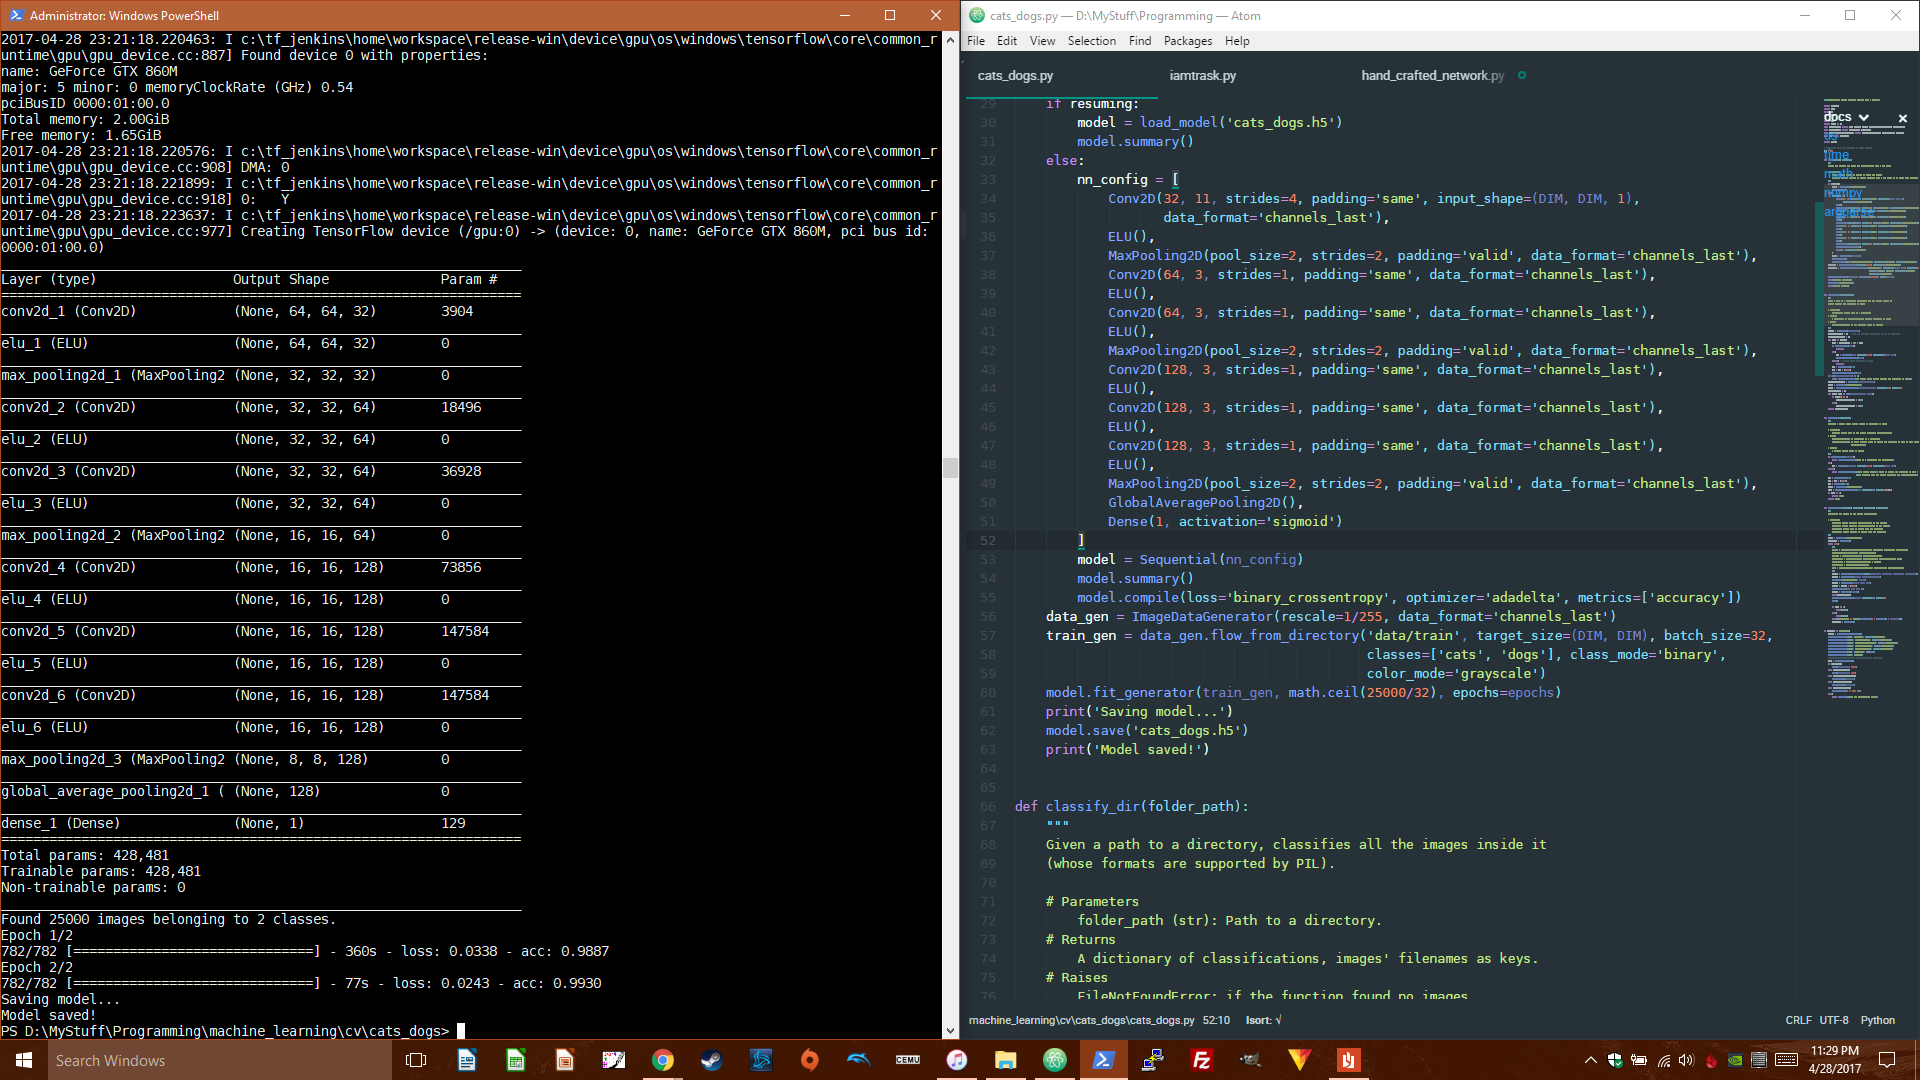 Administrator: Windows PowerShell
2017-04-28 23:21:18.220463: I c:\tf_jenkins\home\workspace\release-win\device\gpu\os\windows\tensorflow\core\common_r
untime\gpu\gpu_device.cc:887] Found device 0 with properties:
name: GeForce GTX 860M
major: 5 minor: 0 memoryClockRate (GHz) 0.54
pciBusID 0000:01:00.0
Total memory: 2.00GiB
Free memory: 1.65GiB
2017-04-28 23:21:18.220576: I c:\tf_jenkins\home\workspace\release-win\device\gpu\os\windows\tensorflow\core\common_r
untime\gpu\gpu_device.cc:908] DMA: 0
2017-04-28 23:21:18.221899: I c:\tf_jenkins\home\workspace\release-win\device\gpu\os\windows\tensorflow\core\common_r
untime\gpu\gpu_device.cc:918] 0:   Y
2017-04-28 23:21:18.223637: I c:\tf_jenkins\home\workspace\release-win\device\gpu\os\windows\tensorflow\core\common_r
untime\gpu\gpu_device.cc:977] Creating TensorFlow device (/gpu:0) -> (device: 0, name: GeForce GTX 860M, pci bus id:
0000:01:00.0)
Layer (type) Output Shape Param #
conv2d_1 (Conv2D) (None, 64, 64, 32) 3904
elu_1 (ELU) (None, 64, 64, 32) 0
max_pooling2d_1 (MaxPooling2 (None, 32, 32, 32) 0
conv2d_2 (Conv2D) (None, 32, 32, 64) 18496
elu_2 (ELU) (None, 32, 32, 64) 0
conv2d_3 (Conv2D) (None, 32, 32, 64) 36928
elu_3 (ELU) (None, 32, 32, 64) 0
max_pooling2d_2 (MaxPooling2 (None, 16, 16, 64) 0
conv2d_4 (Conv2D) (None, 16, 16, 128) 73856
elu_4 (ELU) (None, 16, 16, 128) 0
conv2d_5 (Conv2D) (None, 16, 16, 128) 147584
elu_5 (ELU) (None, 16, 16, 128) 0
conv2d_6 (Conv2D) (None, 16, 16, 128) 147584
elu_6 (ELU) (None, 16, 16, 128) 0
max_pooling2d_3 (MaxPooling2 (None, 8, 8, 128) 0
global_average_pooling2d_1 ( (None, 128) 0
dense_1 (Dense) (None, 1) 129
Total params: 428,481
Trainable params: 428,481
Non-trainable params: 0
Found 25000 images belonging to 2 classes.
Epoch 1/2
782/782 [==============================] - 360s - loss: 0.0338 - acc: 0.9887
Epoch 2/2
782/782 [==============================] - 77s - loss: 0.0243 - acc: 0.9930
Saving model...
Model saved!
PS D:\MyStuff\Programming\machine_learning\cv\cats_dogs>
cats_dogs.py — D:\MyStuff\Programming — Atom
File Edit View Selection Find Packages Help
cats_dogs.py iamtrask.py hand_crafted_network.py
29 if resuming:
30 model = load_model('cats_dogs.h5')
31 model.summary()
32 else:
33 nn_config = [
34 Conv2D(32, 11, strides=4, padding='same', input_shape=(DIM, DIM, 1),
35 data_format='channels_last'),
36 ELU(),
37 MaxPooling2D(pool_size=2, strides=2, padding='valid', data_format='channels_last'),
38 Conv2D(64, 3, strides=1, padding='same', data_format='channels_last'),
39 ELU(),
40 Conv2D(64, 3, strides=1, padding='same', data_format='channels_last'),
41 ELU(),
42 MaxPooling2D(pool_size=2, strides=2, padding='valid', data_format='channels_last'),
43 Conv2D(128, 3, strides=1, padding='same', data_format='channels_last'),
44 ELU(),
45 Conv2D(128, 3, strides=1, padding='same', data_format='channels_last'),
46 ELU(),
47 Conv2D(128, 3, strides=1, padding='same', data_format='channels_last'),
48 ELU(),
49 MaxPooling2D(pool_size=2, strides=2, padding='valid', data_format='channels_last'),
50 GlobalAveragePooling2D(),
51 Dense(1, activation='sigmoid')
52 ]
53 model = Sequential(nn_config)
54 model.summary()
55 model.compile(loss='binary_crossentropy', optimizer='adadelta', metrics=['accuracy'])
56 data_gen = ImageDataGenerator(rescale=1/255, data_format='channels_last')
57 train_gen = data_gen.flow_from_directory('data/train', target_size=(DIM, DIM), batch_size=32,
58 classes=['cats', 'dogs'], class_mode='binary',
59 color_mode='grayscale')
60 model.fit_generator(train_gen, math.ceil(25000/32), epochs=epochs)
61 print('Saving model...')
62 model.save('cats_dogs.h5')
63 print('Model saved!')
64
65
66 def classify_dir(folder_path):
67 """
68 Given a path to a directory, classifies all the images inside it
69 (whose formats are supported by PIL).
70
71 # Parameters
72 folder_path (str): Path to a directory.
73 # Returns
74 A dictionary of classifications, images' filenames as keys.
75 # Raises
76 FileNotFoundError: if the function found no images
docs
time
math
numpy
argparse
machine_learning\cv\cats_dogs\cats_dogs.py 52:10 Isort: √ CRLF UTF-8 Python
Search Windows
CEMU
11:29 PM
4/28/2017